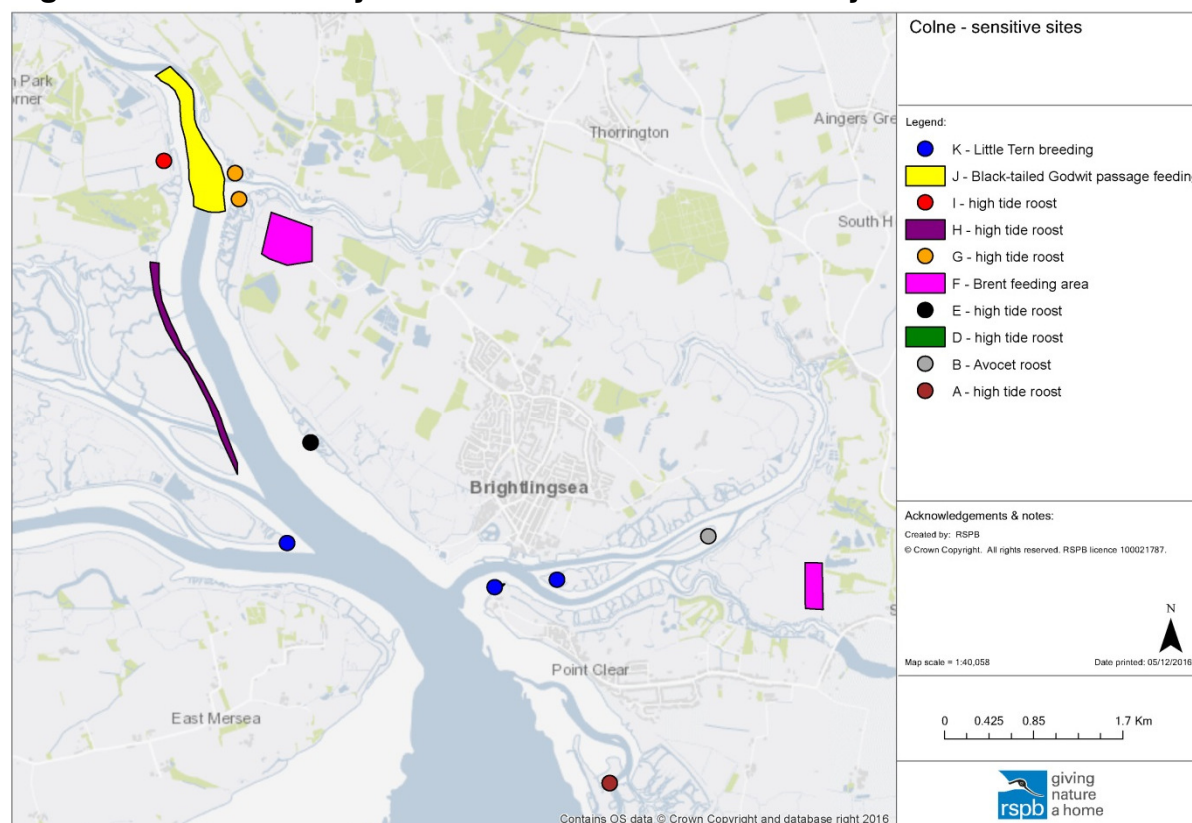 Colne - sensitive sites
Legend:
K - Little Tern breeding
J - Black-tailed Godwit passage feeding
I - high tide roost
H - high tide roost
G - high tide roost
F - Brent feeding area
E - high tide roost
D - high tide roost
B - Avocet roost
A - high tide roost
Acknowledgements & notes:
Created by: RSPB
© Crown Copyright. All rights reserved. RSPB licence 100021787.
N
Map scale = 1:40,058 Date printed: 05/12/2016
0 0.425 0.85 1.7 Km
rspb
giving
nature
a home
Park
Thorrington
Aingers Gre
South H
Brightlingsea
Point Clear
East Mersea
Contains OS data © Crown Copyright and database right 2016